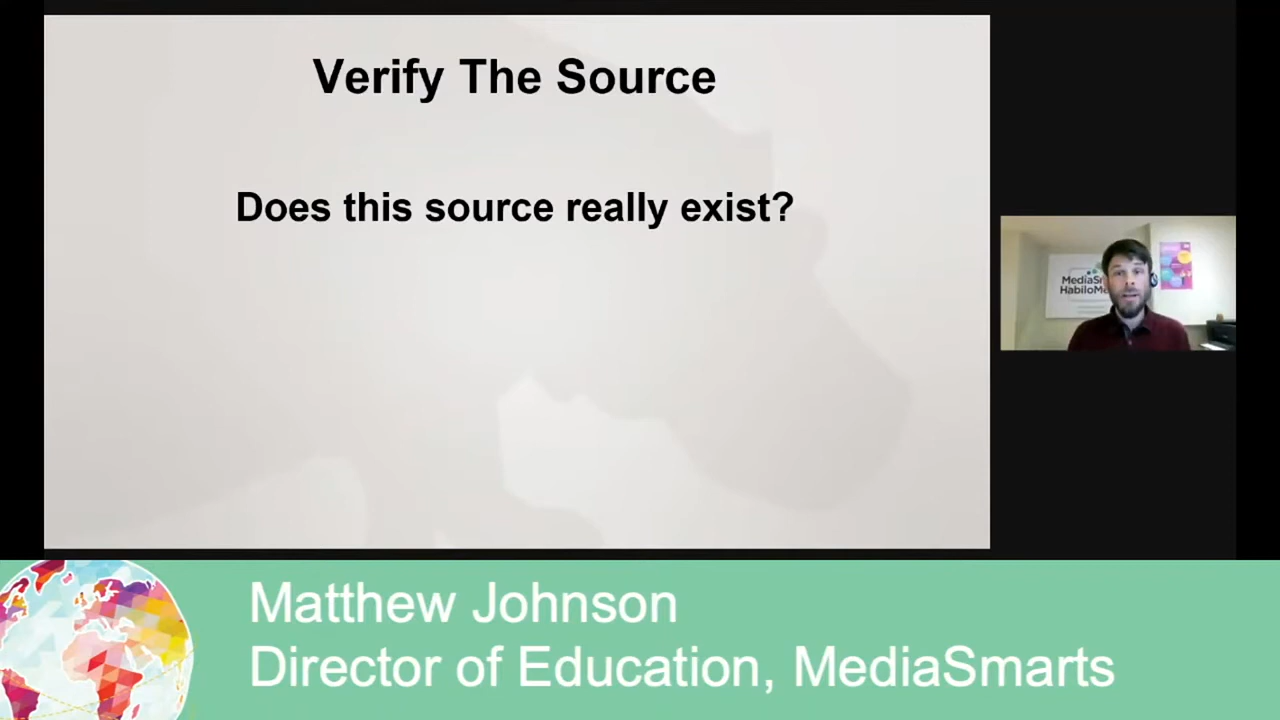 Verify The Source
Does this source really exist?
Matthew Johnson
Director of Education, MediaSmarts